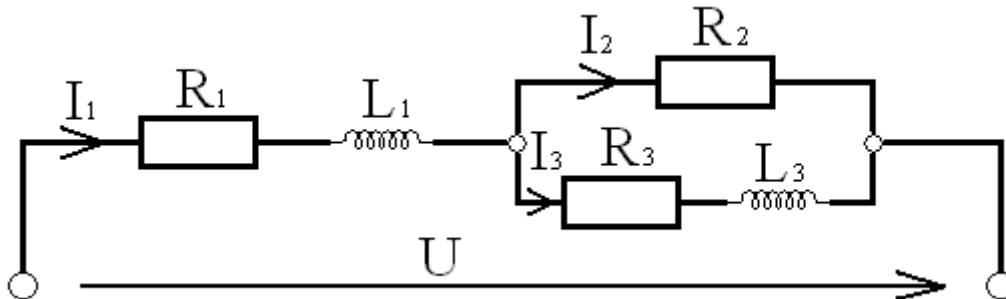 I₂ R₂
I₁ R₁ L₁
I₃ R₃ L₃
U